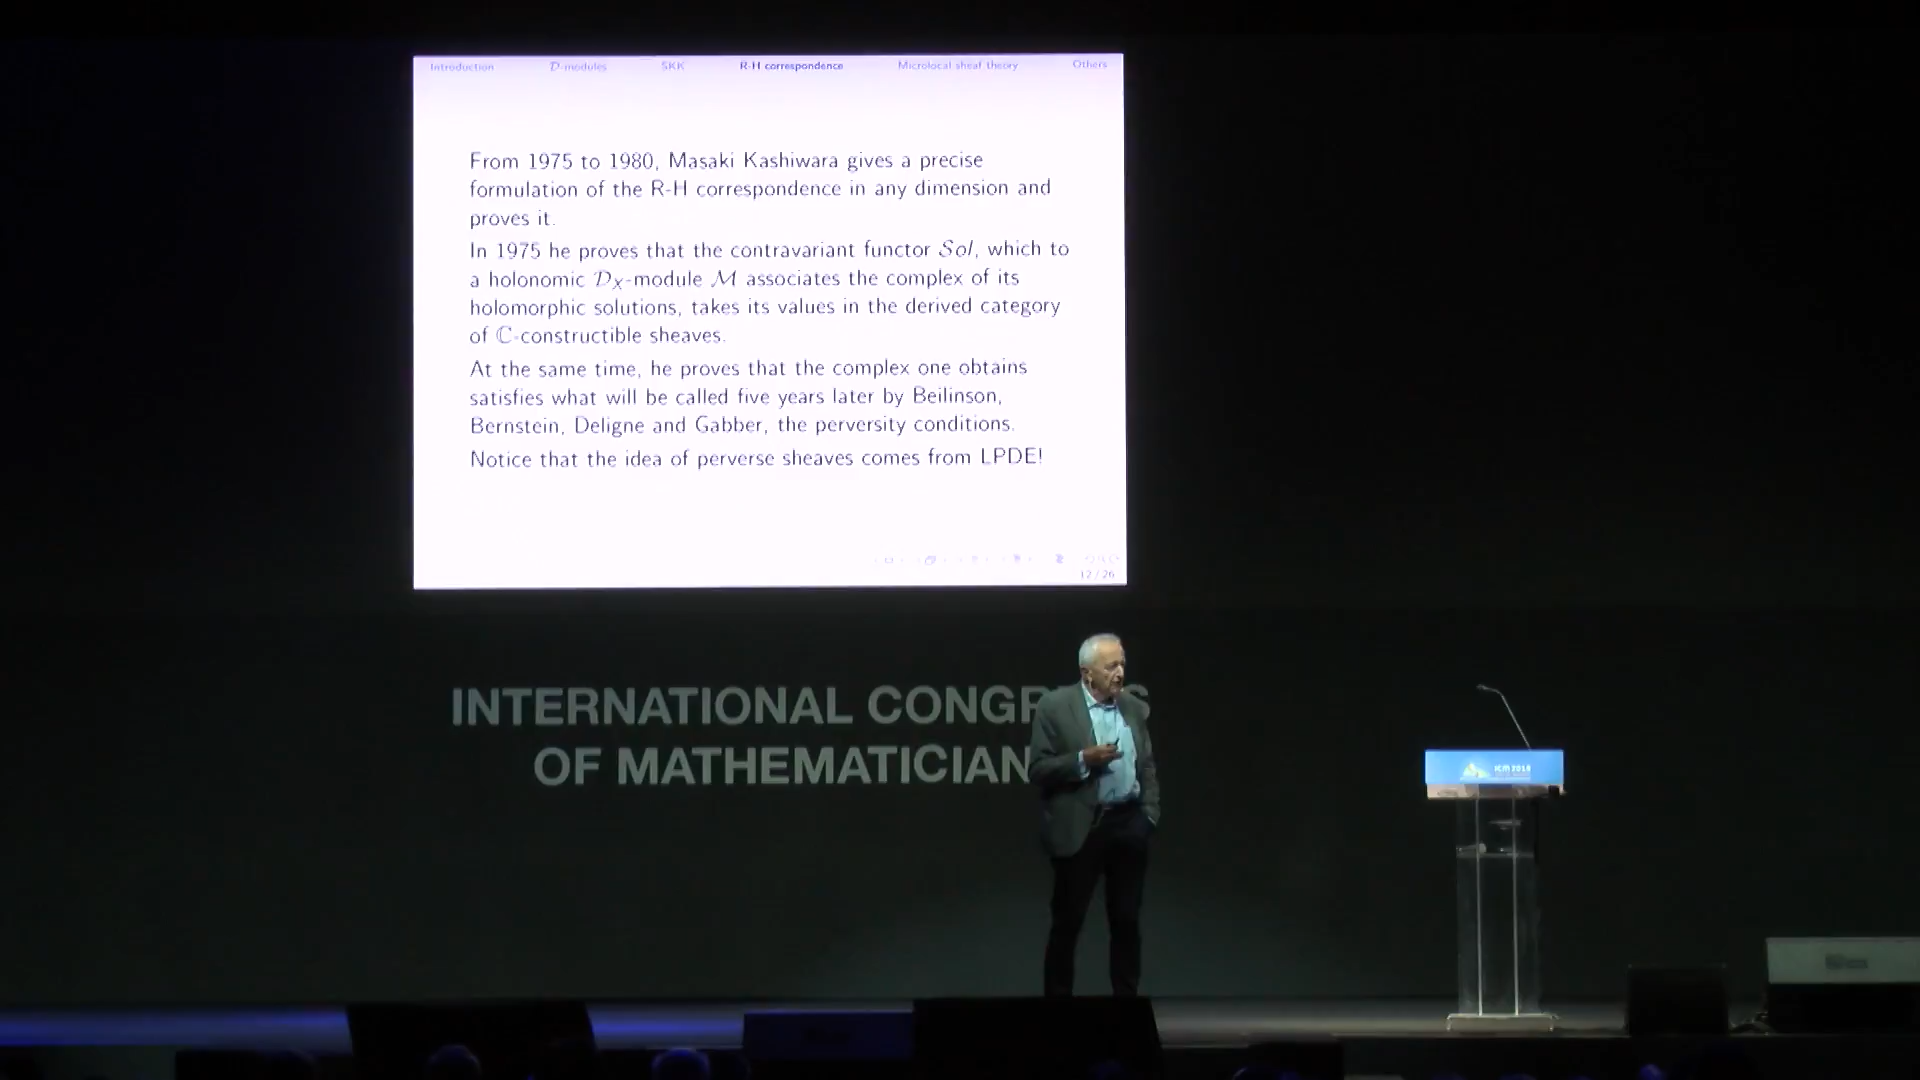 Introduction D-modules SKK R-H correspondence Microlocal sheaf theory Others
From 1975 to 1980, Masaki Kashiwara gives a precise
formulation of the R-H correspondence in any dimension and
proves it.
In 1975 he proves that the contravariant functor Sol, which to
a holonomic 𝒟X-module ℳ associates the complex of its
holomorphic solutions, takes its values in the derived category
of ℂ-constructible sheaves.
At the same time, he proves that the complex one obtains
satisfies what will be called five years later by Beilinson,
Bernstein, Deligne and Gabber, the perversity conditions.
Notice that the idea of perverse sheaves comes from LPDE!
12 / 26
INTERNATIONAL
OF
ICM 2018